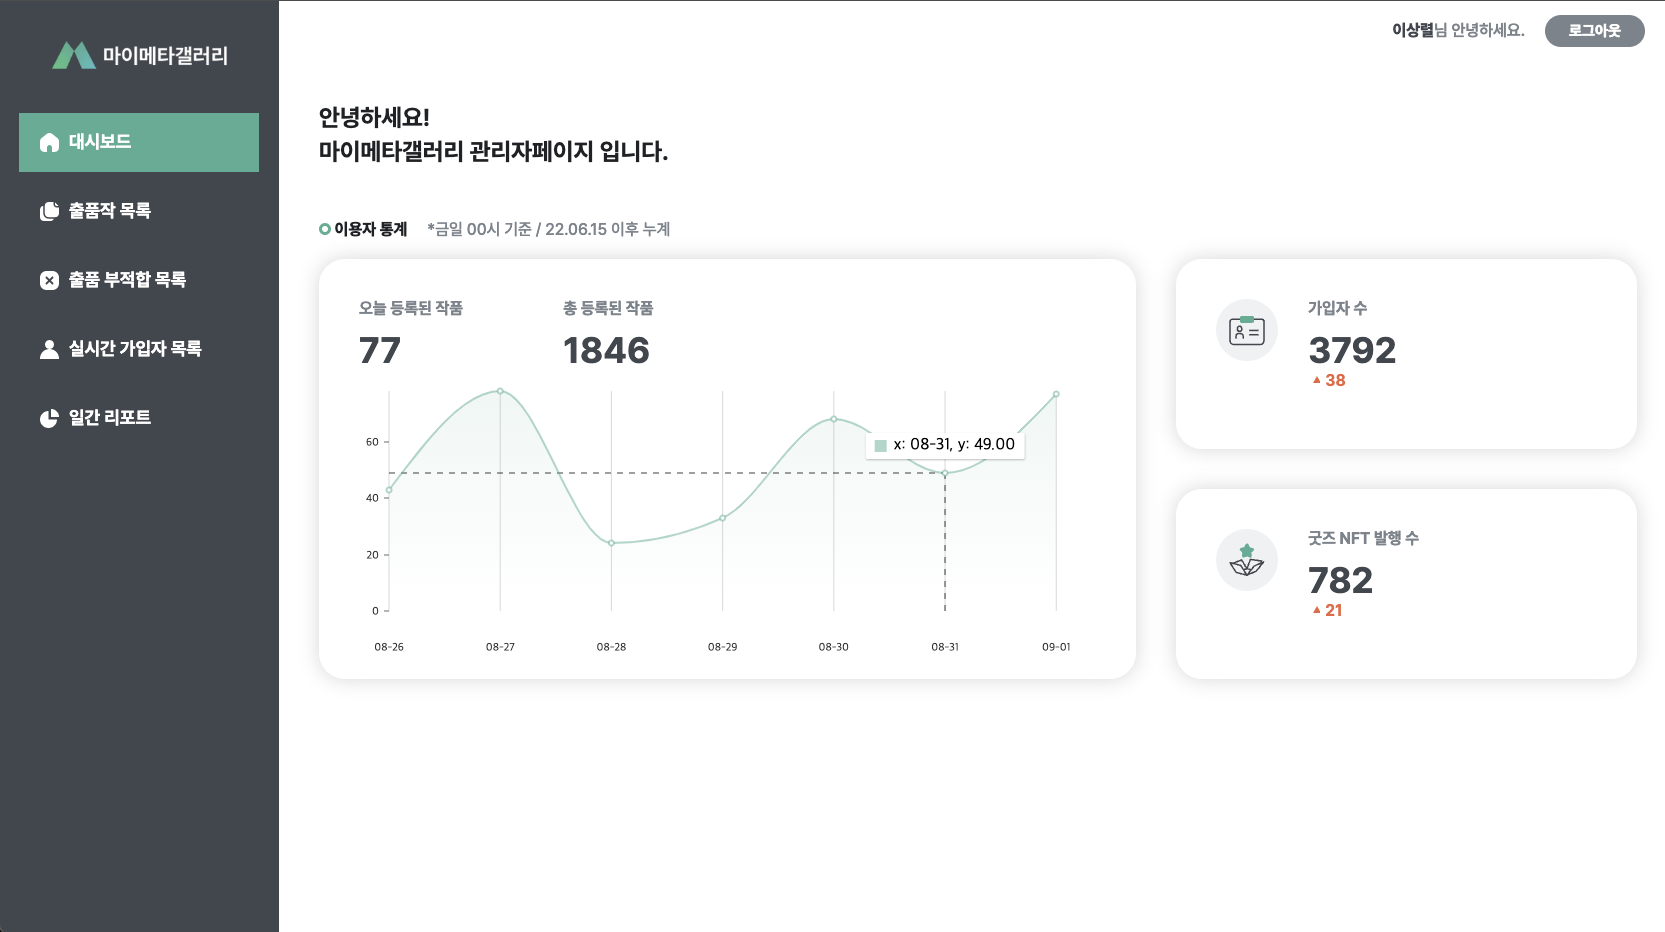 마이메타갤러리
이상렬님 안녕하세요.
로그아웃
대시보드
출품작 목록
출품 부적합 목록
실시간 가입자 목록
일간 리포트
안녕하세요!
마이메타갤러리 관리자페이지 입니다.
이용자 통계 *금일 00시 기준 / 22.06.15 이후 누계
오늘 등록된 작품
77
총 등록된 작품
1846
60
40
20
0
x: 08-31, y: 49.00
08-26 08-27 08-28 08-29 08-30 08-31 09-01
가입자 수
3792
▲ 38
굿즈 NFT 발행 수
782
▲ 21